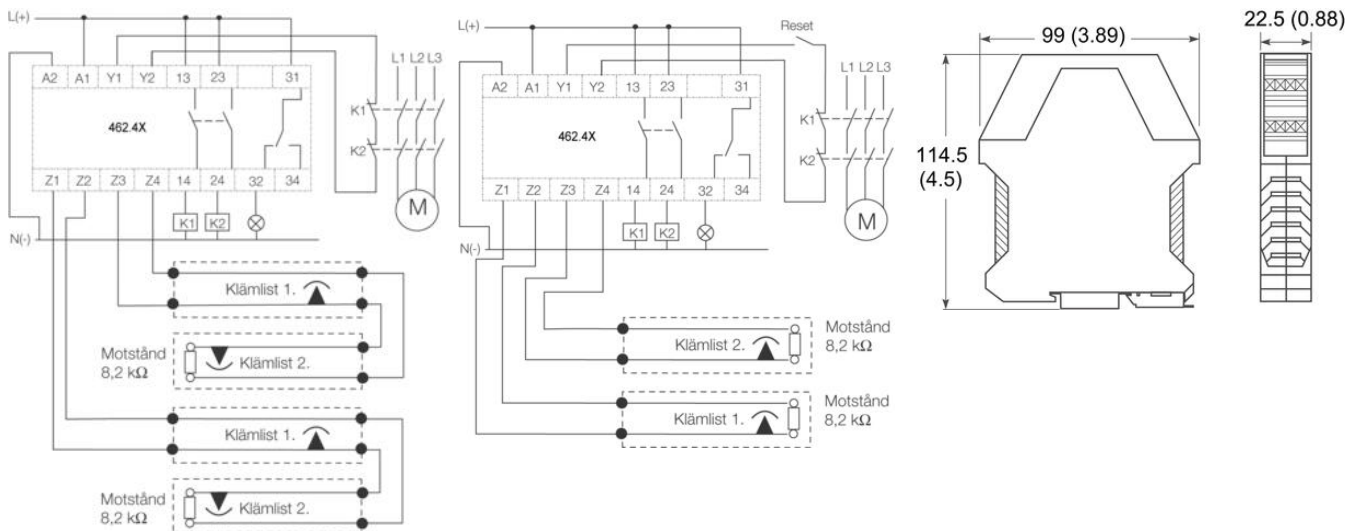 L(+)
A2 A1 Y1 Y2 13 23 31
462.4X
Z1 Z2 Z3 Z4 14 24 32 34
K1 K2
N(-)
L1 L2 L3
K1
K2
M
Klämlist 1.
Motstånd
8,2 kΩ
Klämlist 2.
Klämlist 1.
Motstånd
8,2 kΩ
Klämlist 2.
L(+)
Reset
A2 A1 Y1 Y2 13 23 31
462.4X
Z1 Z2 Z3 Z4 14 24 32 34
K1 K2
N(-)
L1 L2 L3
K1
K2
M
Klämlist 2.
Motstånd
8,2 kΩ
Klämlist 1.
Motstånd
8,2 kΩ
99 (3.89)
22.5 (0.88)
114.5
(4.5)